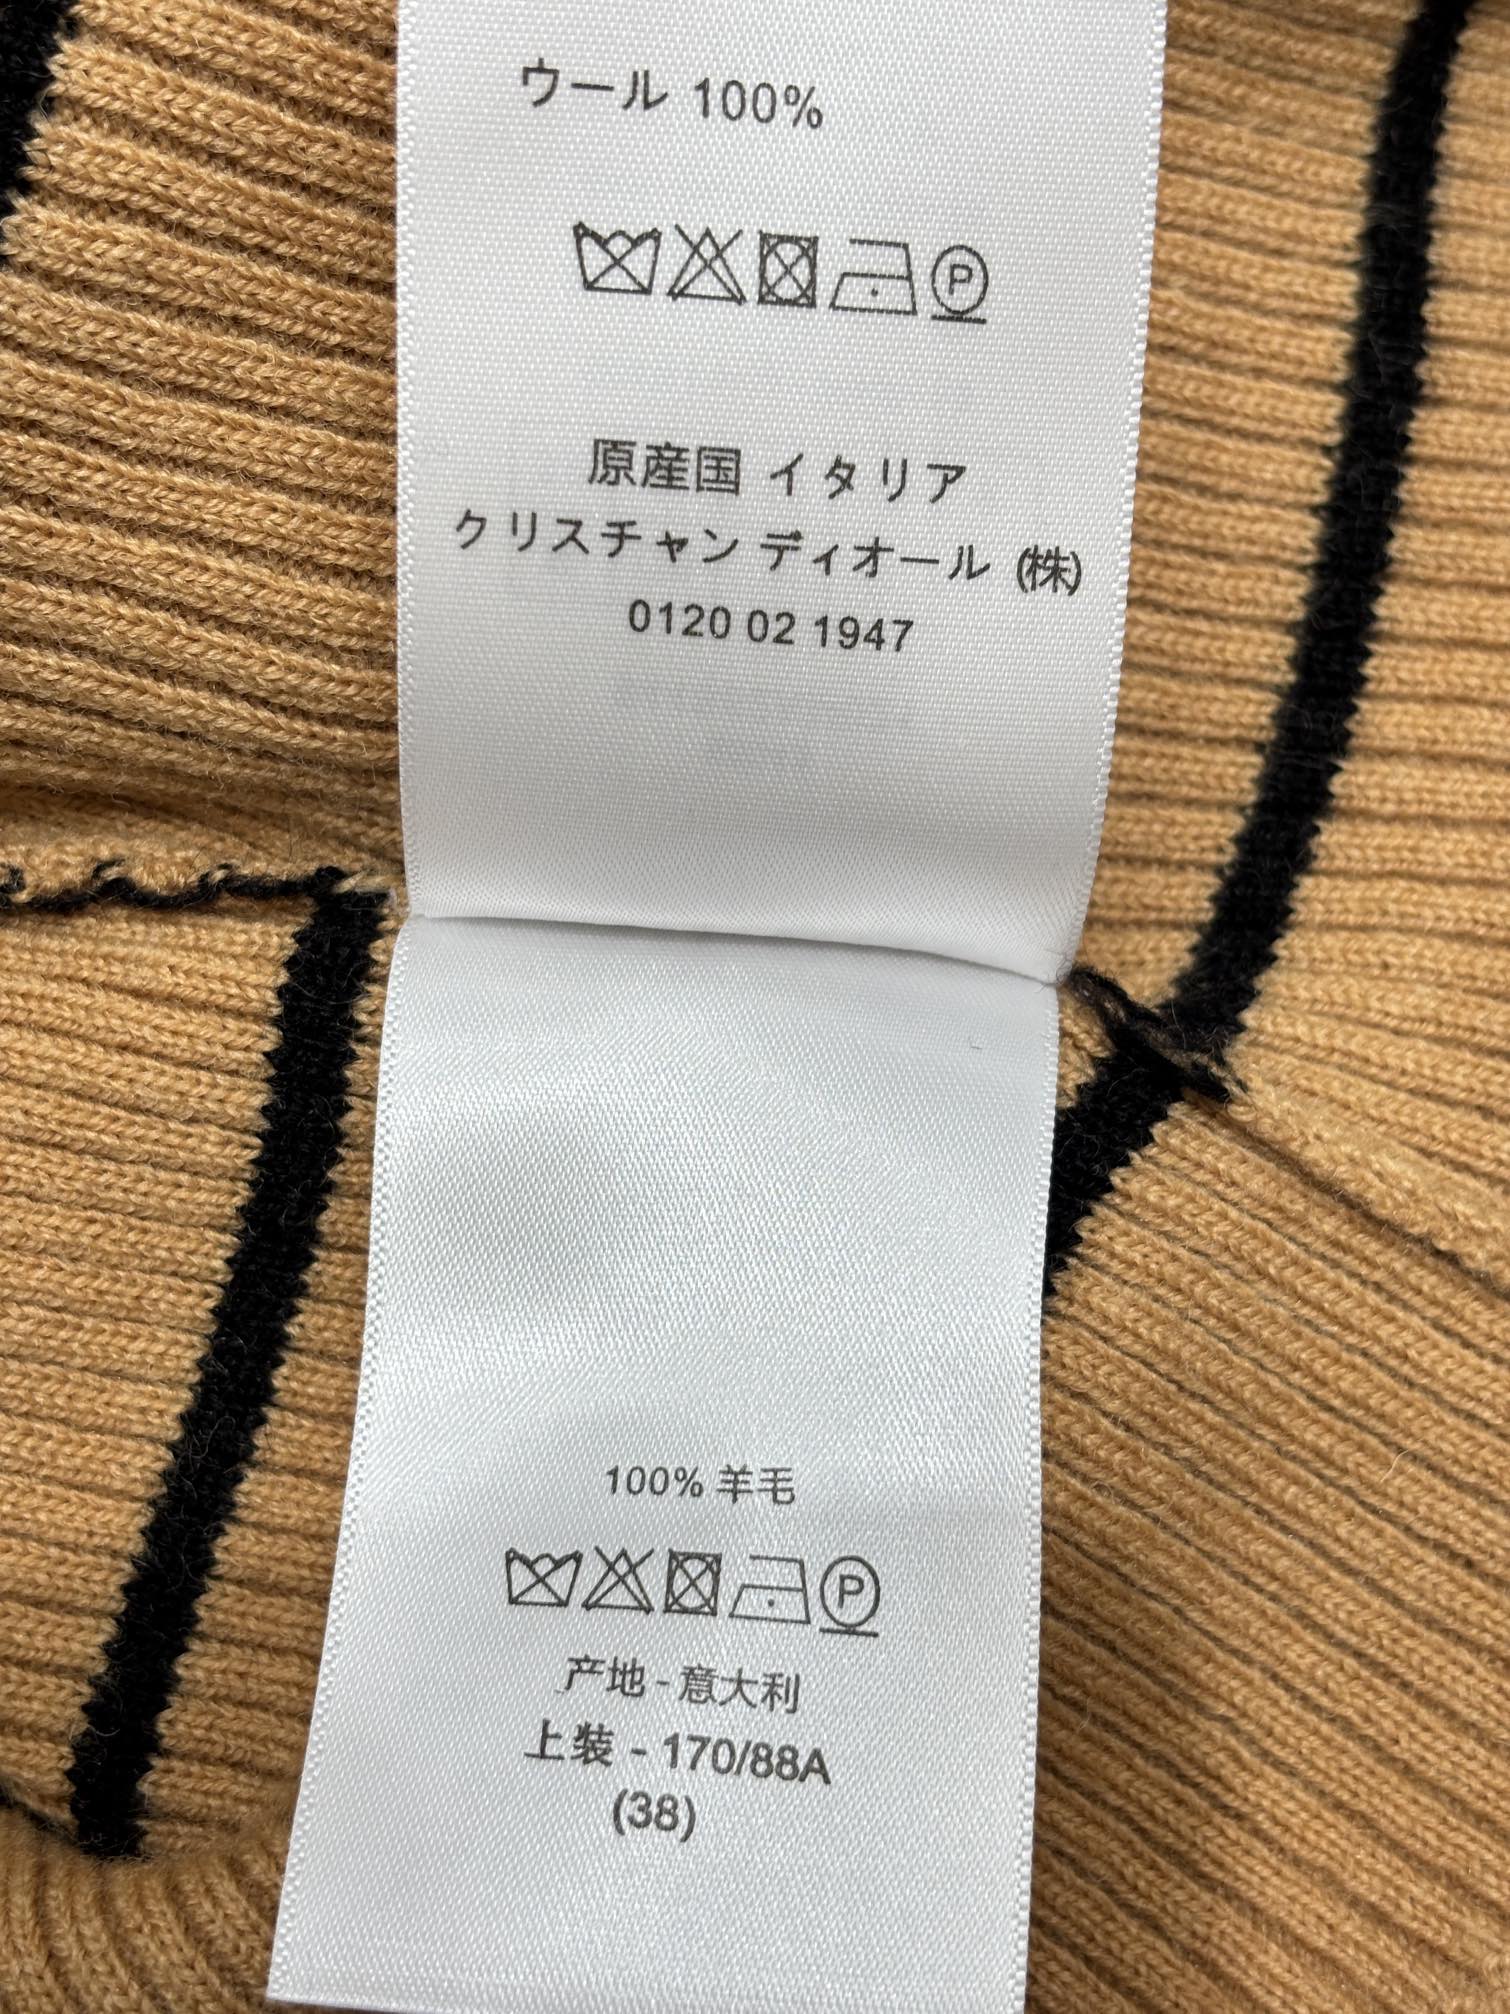 ウール 100%
P
原産国 イタリア
クリスチャン ディオール (株)
0120 02 1947
100% 羊毛
P
产地 - 意大利
上装 - 170/88A
(38)